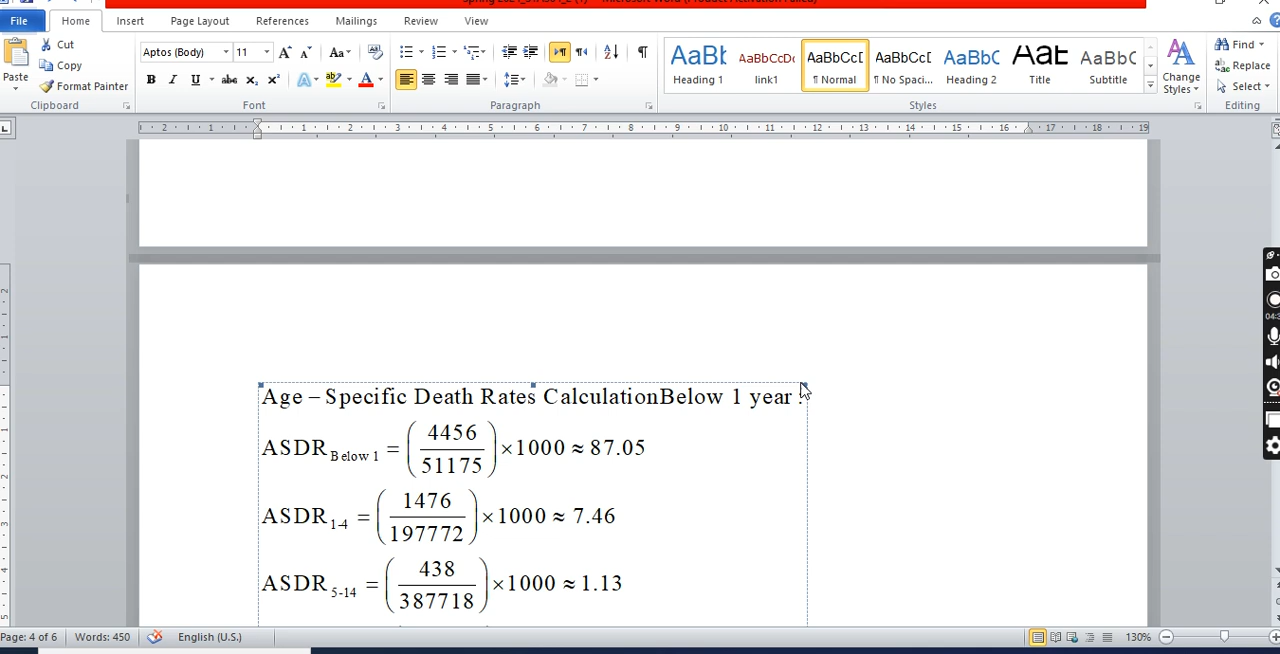 File Home Insert Page Layout References Mailings Review View
Cut
Copy
Format Painter
Paste
Clipboard
Aptos (Body) 11
Font
Paragraph
AaBb AaBbCcDc AaBbCcI AaBbCcI AaBbC AaB AaBbC
Heading 1 link1 ¶ Normal ¶ No Spaci... Heading 2 Title Subtitle
Styles
Change Styles
Find
Replace
Select
Editing
Age – Specific Death Rates CalculationBelow 1 year :
ASDR Below 1 = (4456/51175) ×1000 ≈ 87.05
ASDR 1-4 = (1476/197772) ×1000 ≈ 7.46
ASDR 5-14 = (438/387718) ×1000 ≈ 1.13
Page: 4 of 6 Words: 450 English (U.S.) 130%